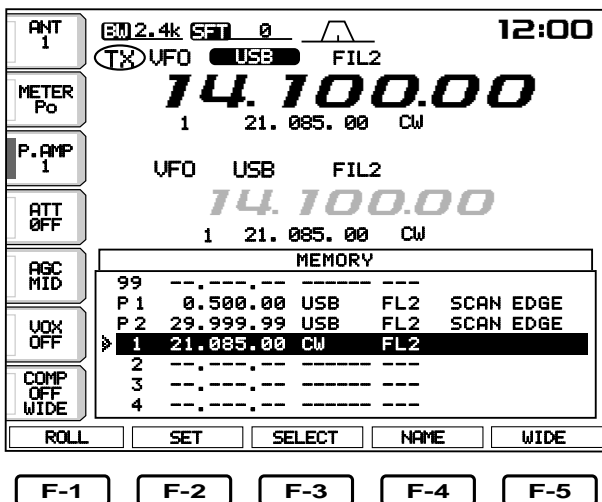 ANT
1
BW 2.4k SFT 0
12:00
TX VFO USB FIL2
METER
Po
14.100.00
1 21.085.00 CW
P.AMP
1
VFO USB FIL2
ATT
OFF
14.100.00
1 21.085.00 CW
AGC
MID
MEMORY
99 --.---.-- ------ ---
P1 0.500.00 USB FL2 SCAN EDGE
P2 29.999.99 USB FL2 SCAN EDGE
1 21.085.00 CW FL2
2 --.---.-- ------ ---
3 --.---.-- ------ ---
4 --.---.-- ------ ---
VOX
OFF
COMP
OFF
WIDE
ROLL SET SELECT NAME WIDE
F-1 F-2 F-3 F-4 F-5